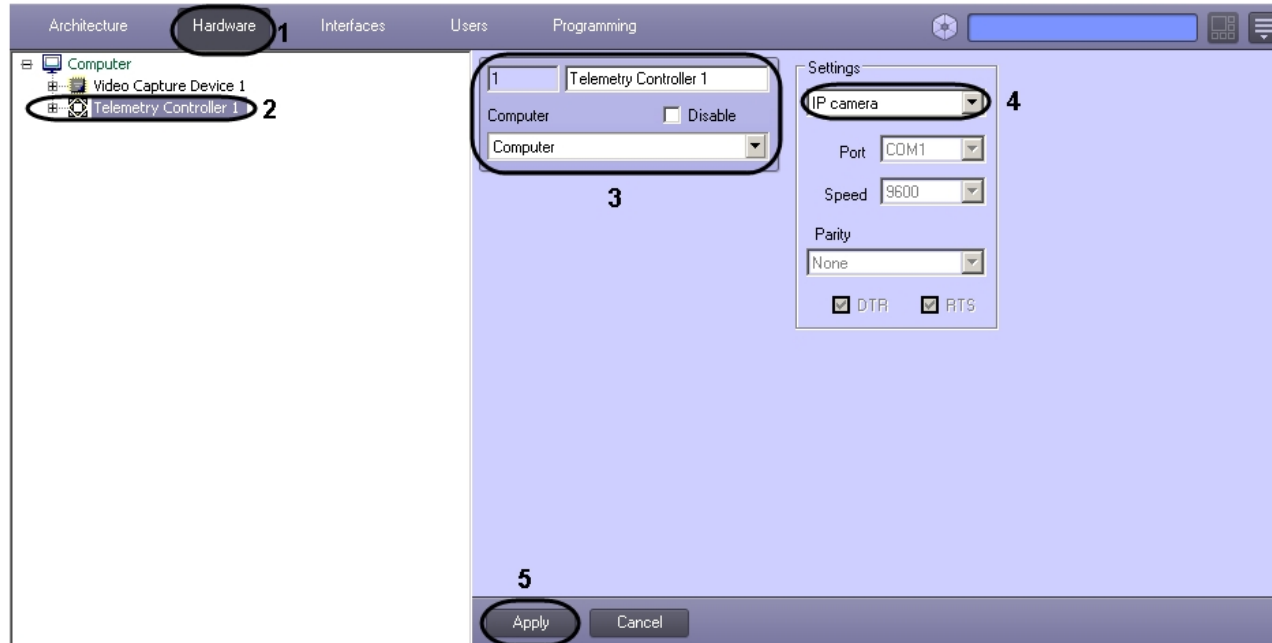 Architecture Hardware 1 Interfaces Users Programming
Computer
Video Capture Device 1
Telemetry Controller 1 2
1 Telemetry Controller 1
Computer Disable
Computer
3
Settings
IP camera 4
Port COM1
Speed 9600
Parity
None
DTR RTS
5
Apply Cancel